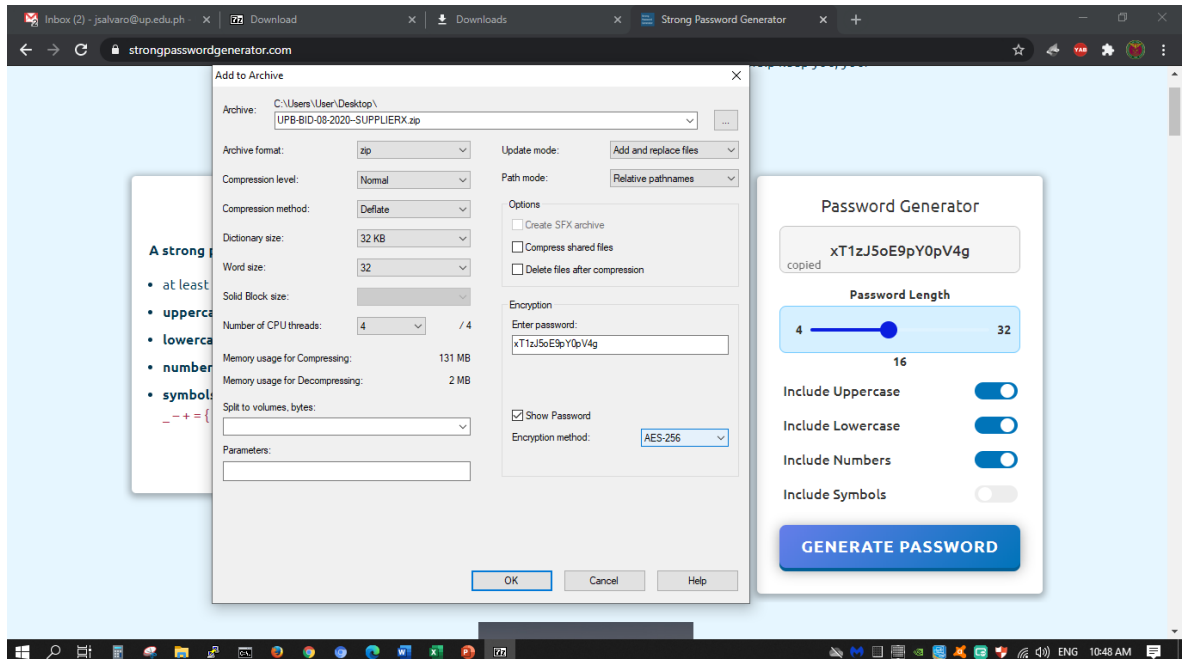 Inbox (2) - jsalvaro@up.edu.ph -
Download
Downloads
Strong Password Generator
strongpasswordgenerator.com
Add to Archive
Archive:
C:\Users\User\Desktop\
UPB-BID-08-2020--SUPPLIERX.zip
...
Archive format:
zip
Compression level:
Normal
Compression method:
Deflate
Dictionary size:
32 KB
Word size:
32
Solid Block size:
Number of CPU threads:
4
/ 4
Memory usage for Compressing:
131 MB
Memory usage for Decompressing:
2 MB
Split to volumes, bytes:
Parameters:
Update mode:
Add and replace files
Path mode:
Relative pathnames
Options
Create SFX archive
Compress shared files
Delete files after compression
Encryption
Enter password:
xT1zJ5oE9pY0pV4g
Show Password
Encryption method:
AES-256
OK
Cancel
Help
A strong
• at least
_ – + = {
Password Generator
xT1zJ5oE9pY0pV4g
copied
Password Length
4
32
16
Include Uppercase
Include Lowercase
Include Numbers
Include Symbols
GENERATE PASSWORD
ENG
10:48 AM